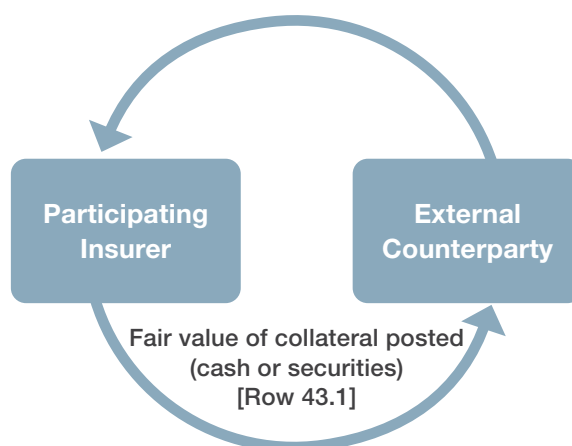 Participating
Insurer
External
Counterparty
Fair value of collateral posted
(cash or securities)
[Row 43.1]